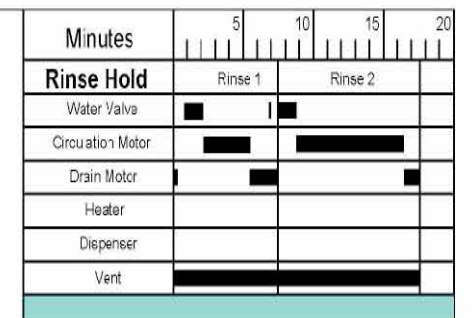 Minutes 5 10 15 20
Rinse Hold Rinse 1 Rinse 2
Water Valve
Circulation Motor
Drain Motor
Heater
Dispenser
Vent